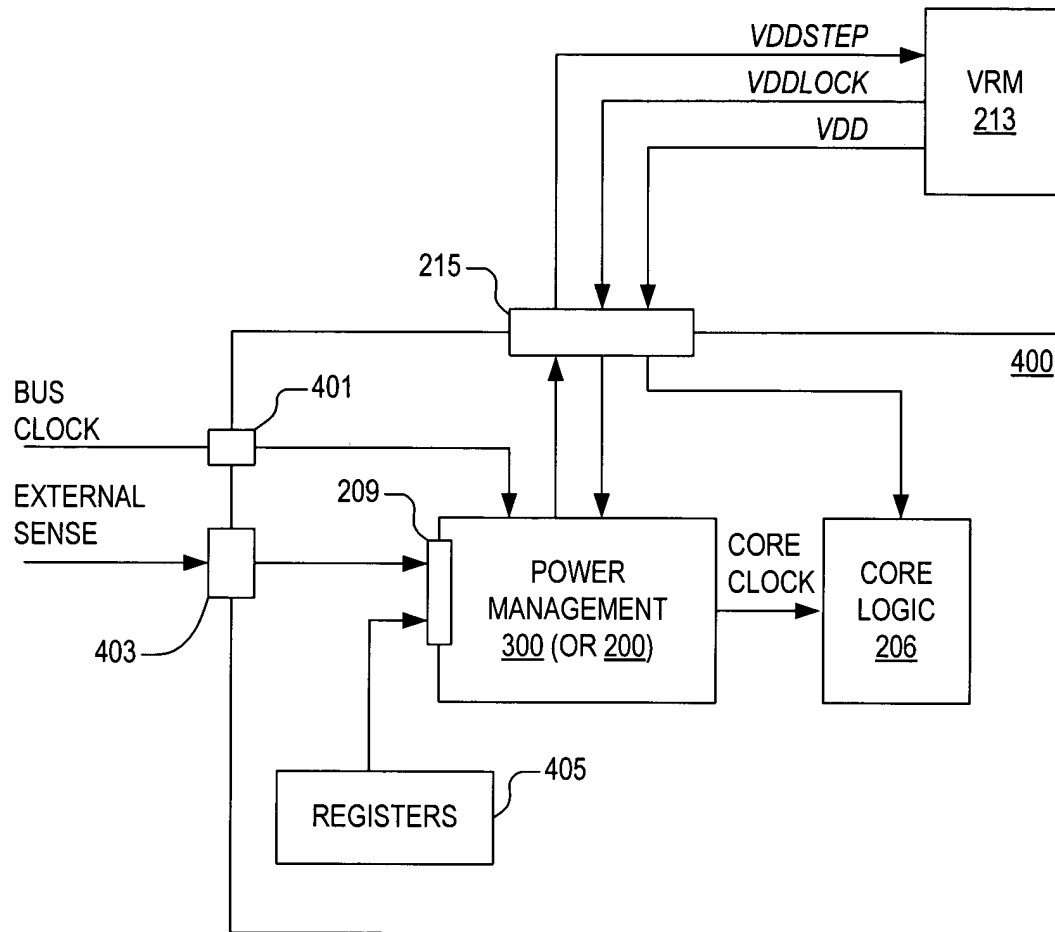 VDDSTEP
VDDLOCK
VDD
VRM
213
215
400
BUS
CLOCK
401
EXTERNAL
SENSE
209
403
POWER
MANAGEMENT
300 (OR 200)
CORE
CLOCK
CORE
LOGIC
206
REGISTERS
405